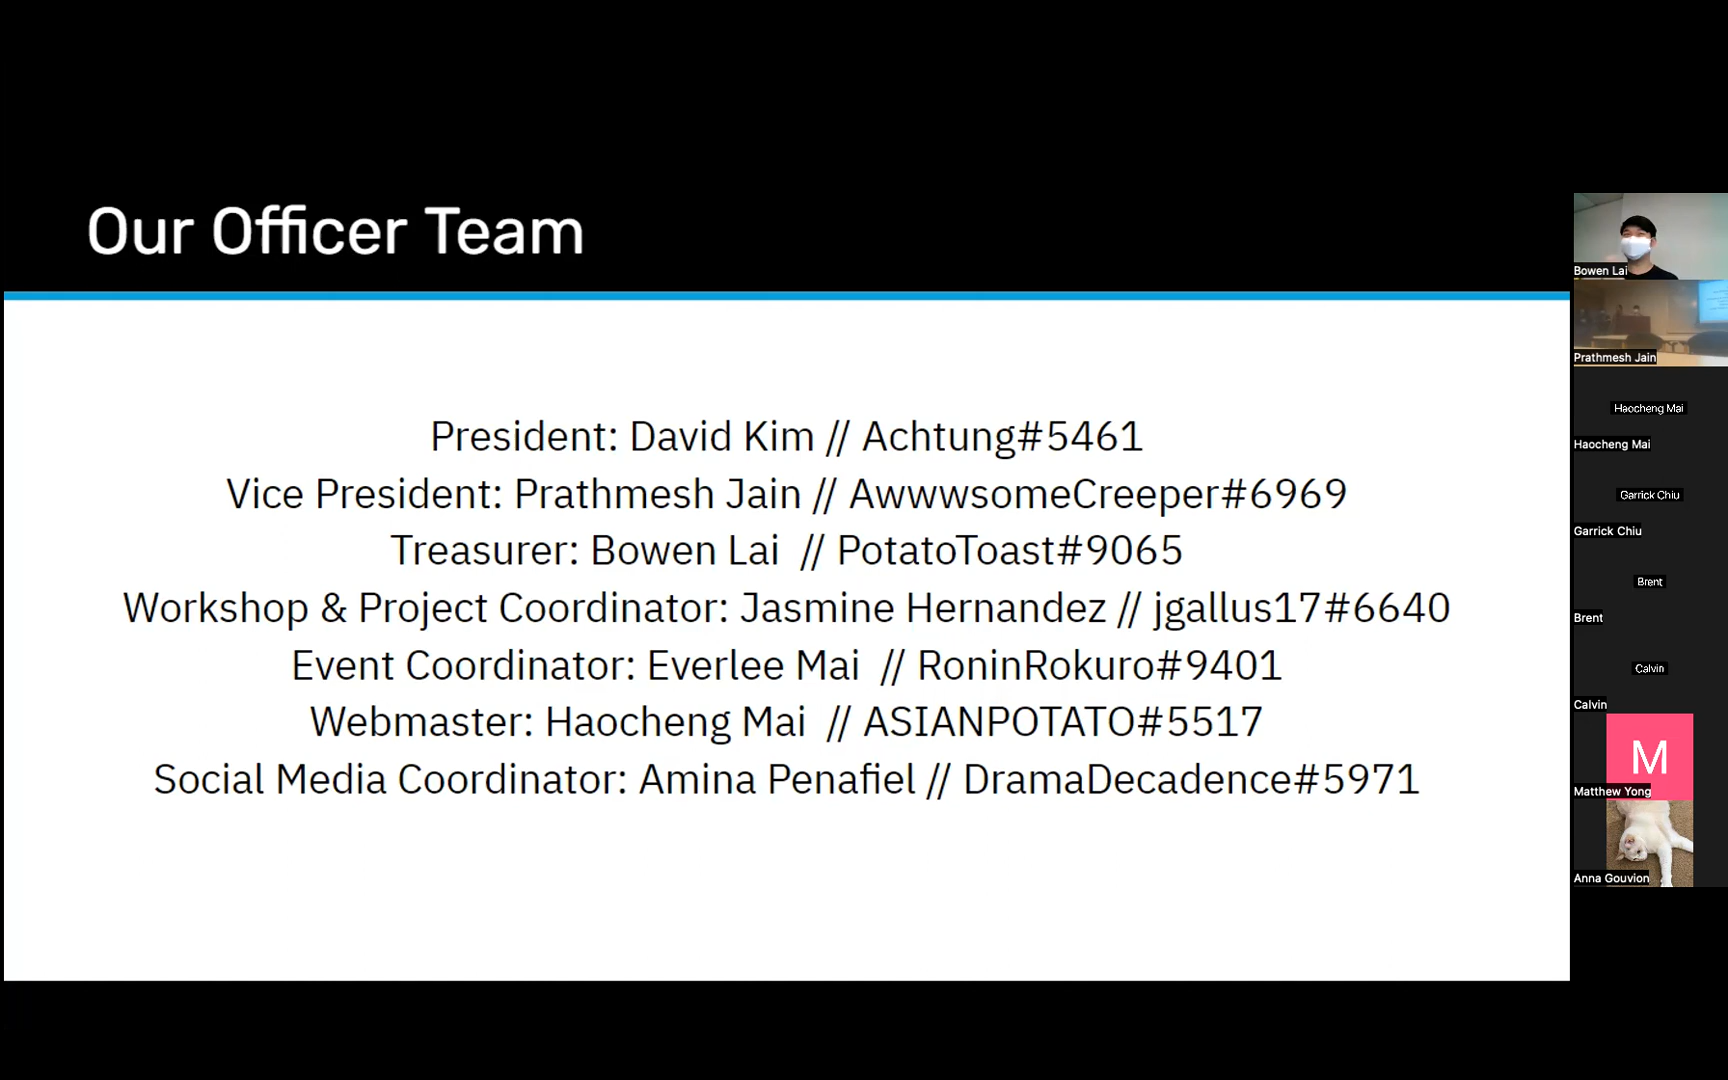 Our Officer Team
President: David Kim // Achtung#5461
Vice President: Prathmesh Jain // AwwwsomeCreeper#6969
Treasurer: Bowen Lai // PotatoToast#9065
Workshop & Project Coordinator: Jasmine Hernandez // jgallus17#6640
Event Coordinator: Everlee Mai // RoninRokuro#9401
Webmaster: Haocheng Mai // ASIANPOTATO#5517
Social Media Coordinator: Amina Penafiel // DramaDecadence#5971
Bowen Lai
Prathmesh Jain
Haocheng Mai
Haocheng Mai
Garrick Chiu
Garrick Chiu
Brent
Brent
Calvin
Calvin
M
Matthew Yong
Anna Gouvion